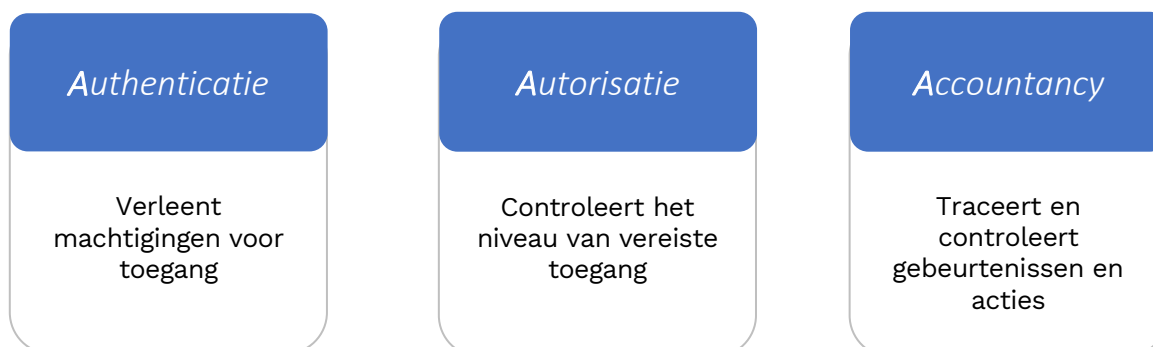 Authenticatie
Verleent
machtigingen voor
toegang
Autorisatie
Controleert het
niveau van vereiste
toegang
Accountancy
Traceert en
controleert
gebeurtenissen en
acties